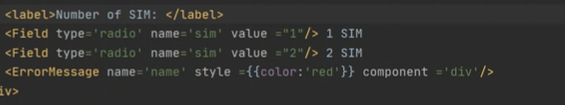 <label>Number of SIM: </label>
<Field type='radio' name='sim' value ="1"/> 1 SIM
<Field type='radio' name='sim' value ="2"/> 2 SIM
<ErrorMessage name='name' style ={{color:'red'}} component ='div'/>
iv>